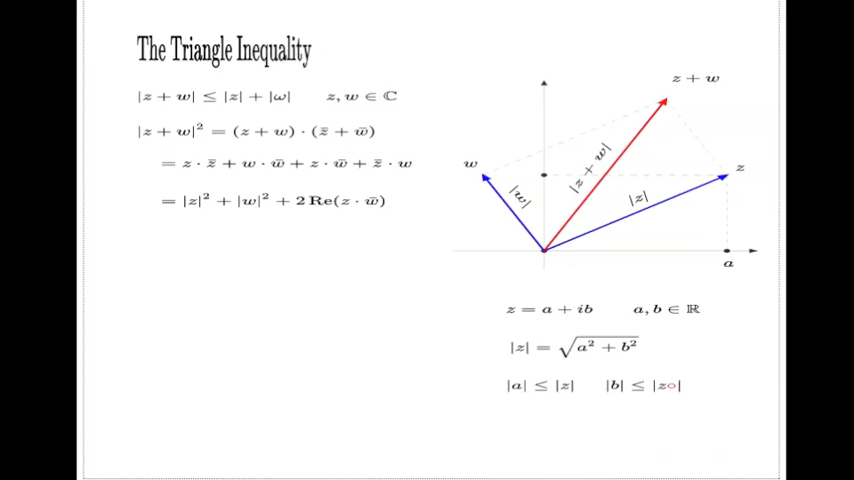 The Triangle Inequality
|z + w| ≤ |z| + |ω|   z, w ∈ ℂ
|z + w|² = (z + w) · (z̄ + w̄)
= z · z̄ + w · w̄ + z · w̄ + z̄ · w
= |z|² + |w|² + 2 Re(z · w̄)
z + w
w
z
|w|
|z + w|
|z|
a
z = a + ib   a, b ∈ ℝ
|z| = √(a² + b²)
|a| ≤ |z|   |b| ≤ |z|